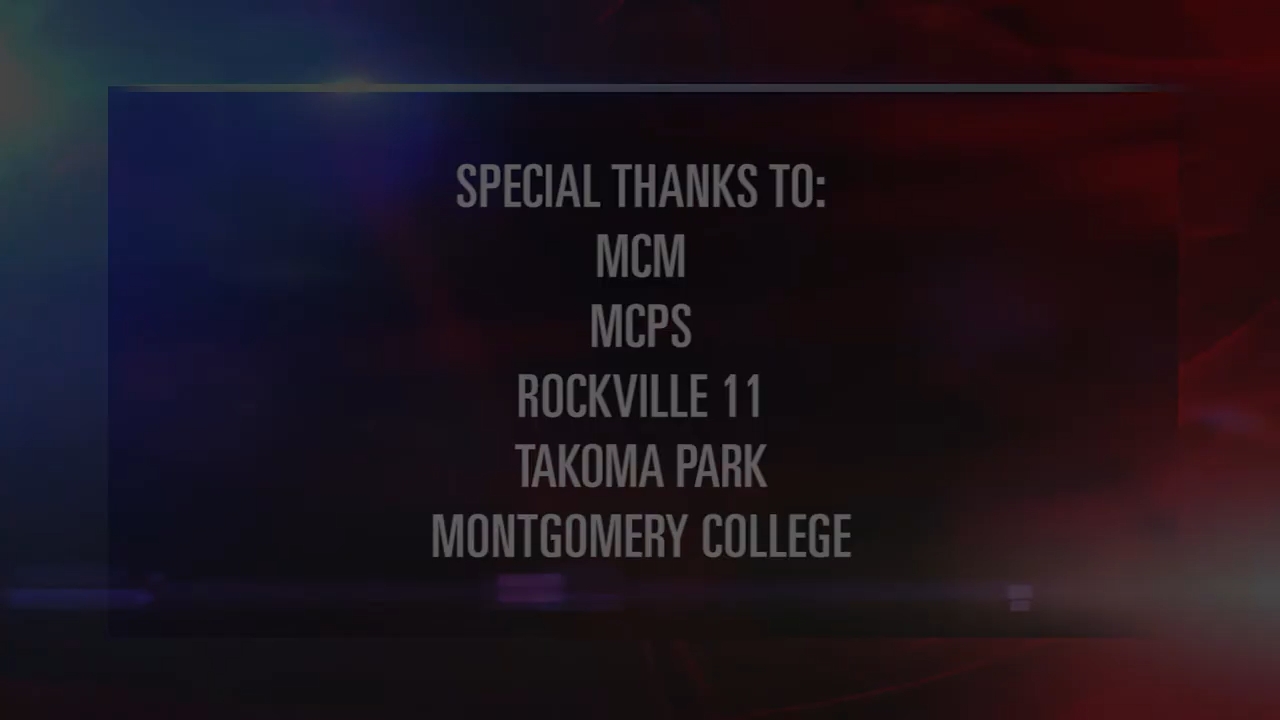 SPECIAL THANKS TO:
MCM
MCPS
ROCKVILLE 11
TAKOMA PARK
MONTGOMERY COLLEGE